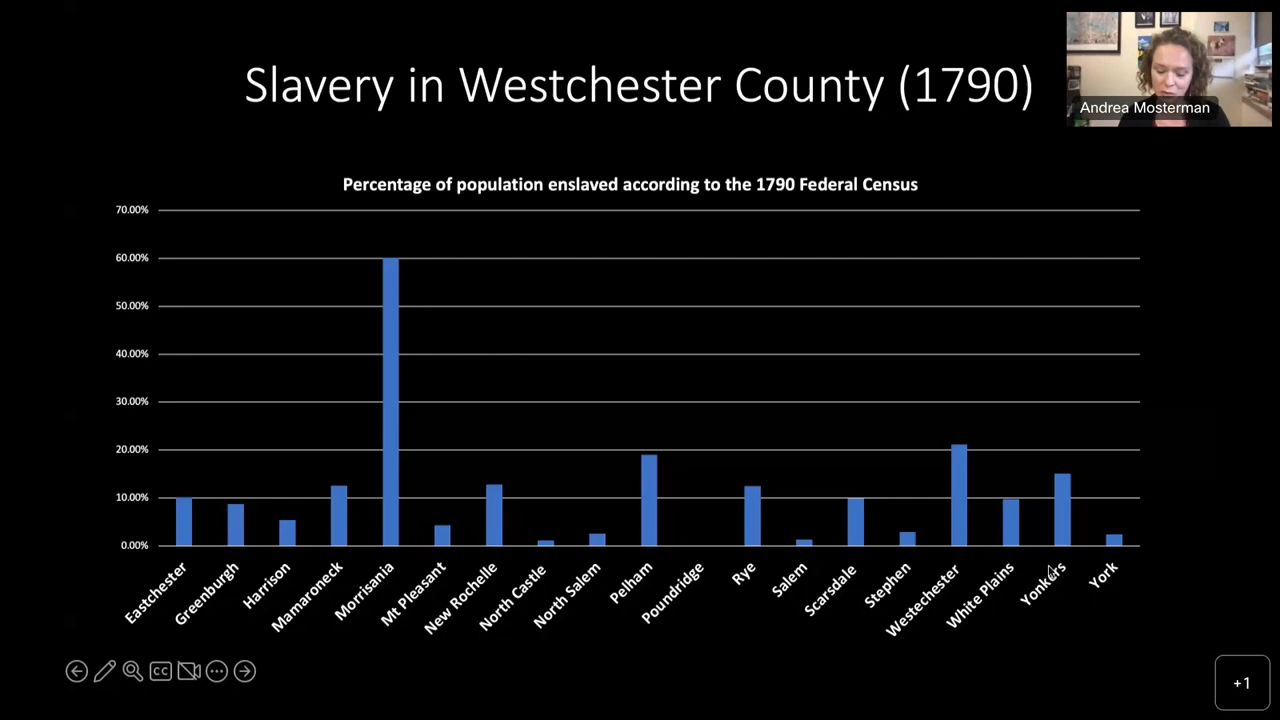 Slavery in Westchester County (1790)
Andrea Mosterman
Percentage of population enslaved according to the 1790 Federal Census
70.00%
60.00%
50.00%
40.00%
30.00%
20.00%
10.00%
0.00%
Eastchester
Greenburgh
Harrison
Mamaroneck
Morrisania
Mt Pleasant
New Rochelle
North Castle
North Salem
Pelham
Poundridge
Rye
Salem
Scarsdale
Stephen
Westechester
White Plains
Yonkers
York
CC
+1